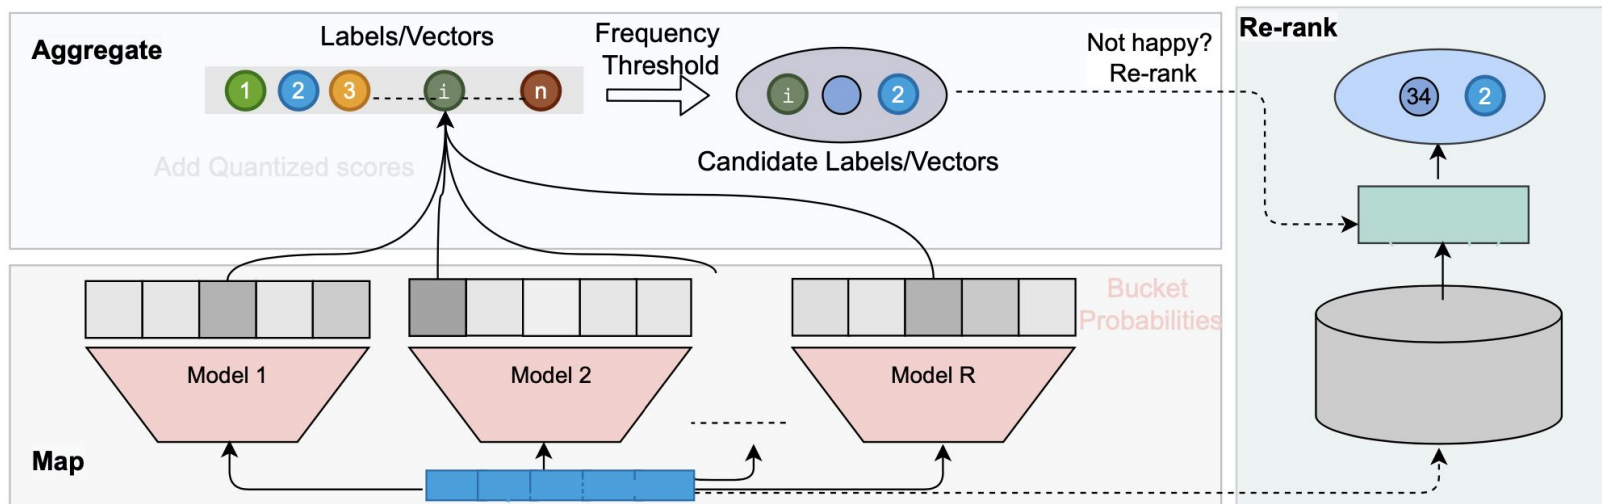 Aggregate
Labels/Vectors
1 2 3 i n
Frequency
Threshold
i 2
Candidate Labels/Vectors
Not happy?
Re-rank
Add Quantized scores
Re-rank
34 2
Bucket
Probabilities
Model 1
Model 2
Model R
Map